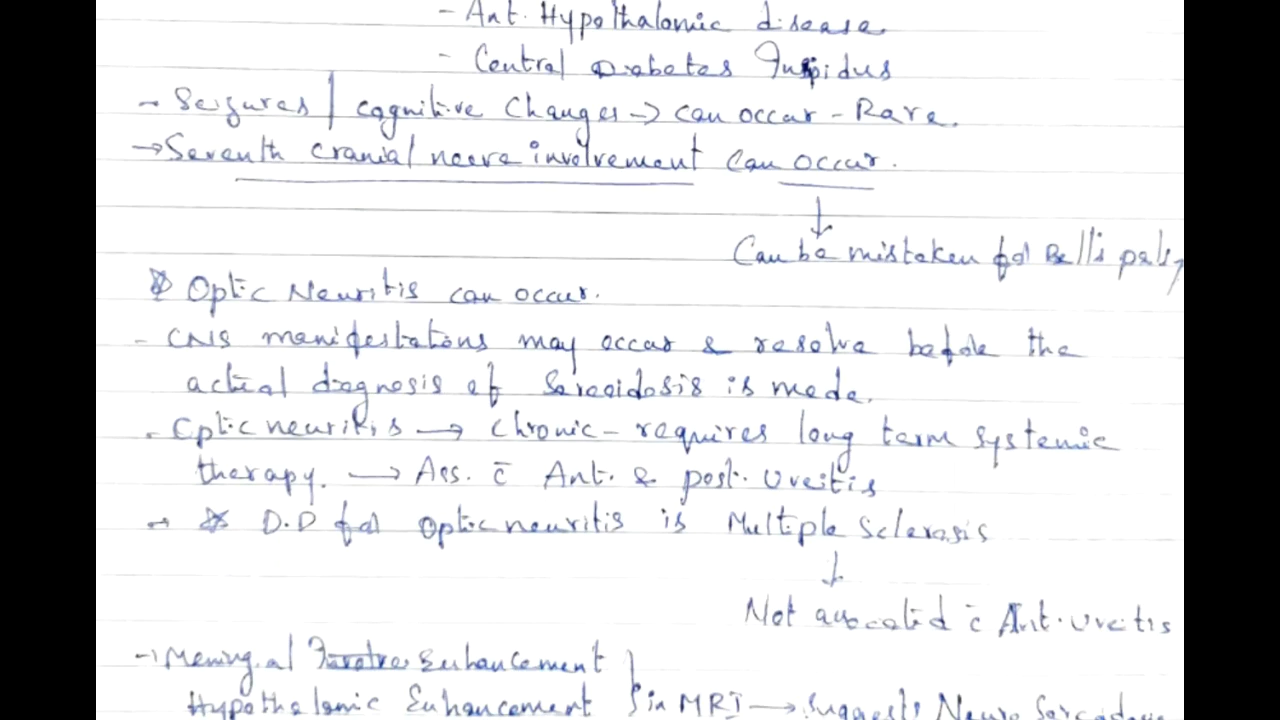 - Ant. Hypothalomic disease
- Central Diabetes Insipidus
- Seizures / cognitive Changes → can occur - Rare.
→ Seventh cranial nerve involvement can occur.
↓
Can be mistaken for Bell's palsy
☆ Optic Neuritis can occur.
- CNS manifestations may occur & resolve before the
actual diagnosis of Sarcoidosis is made.
- Optic neuritis → chronic - requires long term systemic
therapy. → Ass. c̄ Ant. & post. Uveitis
→ ☆ D.D for Optic neuritis is Multiple Sclerosis
↓
Not associated c̄ Ant. uveitis
→ Meningial Enhancement }
Hypothalamic Enhancement } in MRI → Suggests Neuro